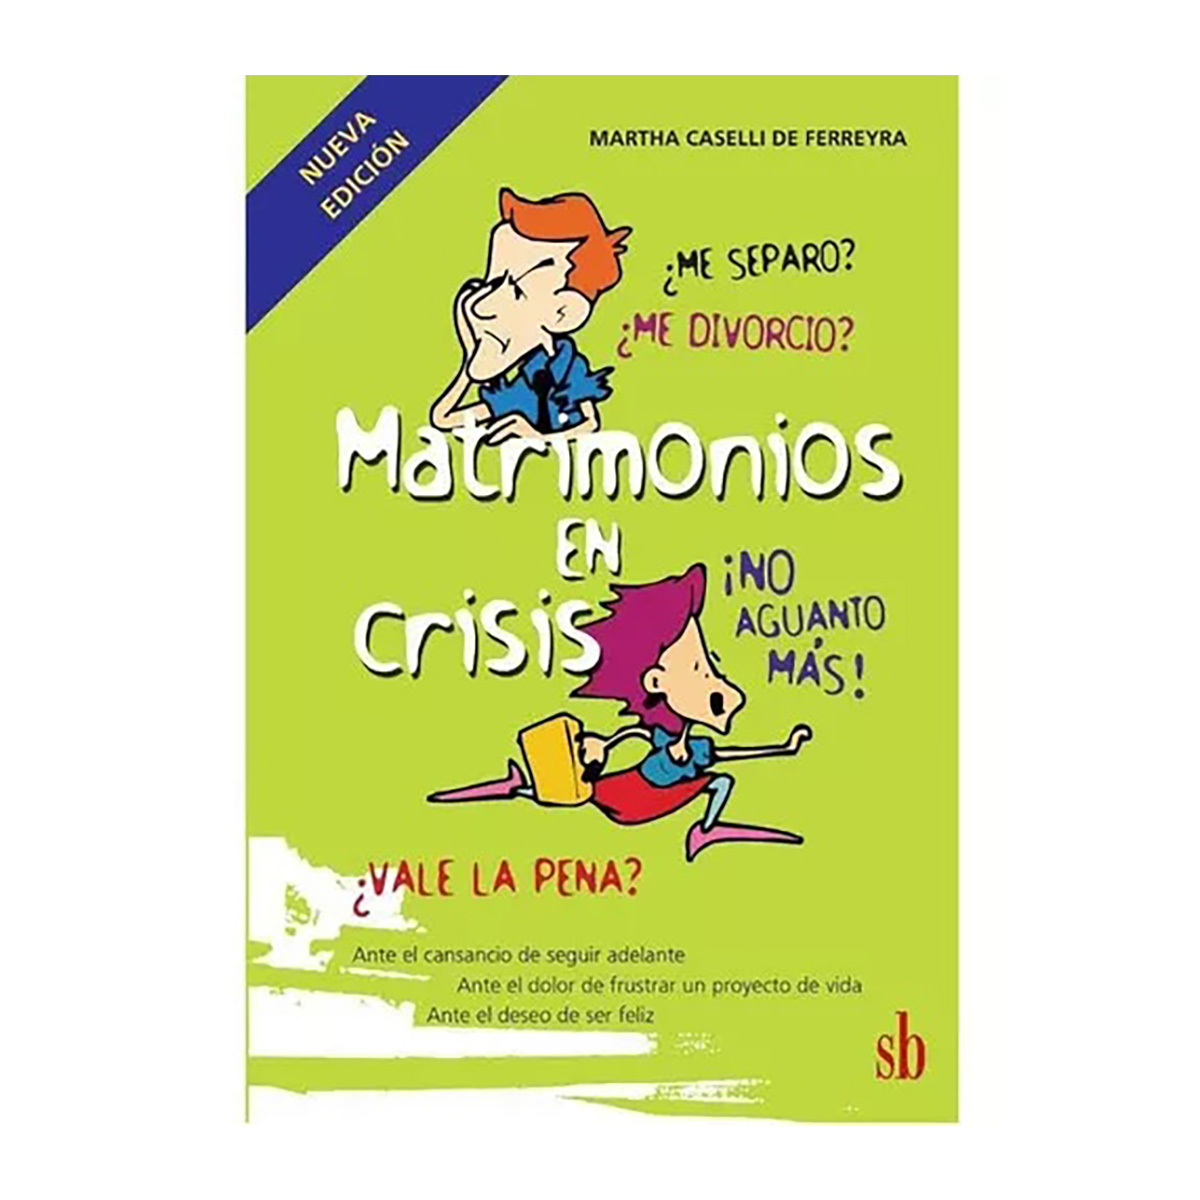 NUEVA
EDICIÓN
MARTHA CASELLI DE FERREYRA
¿ME SEPARO?
¿ME DIVORCIO?
Matrimonios
EN
crisis
¡NO
AGUANTO
MÁS!
¿VALE LA PENA?
Ante el cansancio de seguir adelante
Ante el dolor de frustrar un proyecto de vida
Ante el deseo de ser feliz
sb